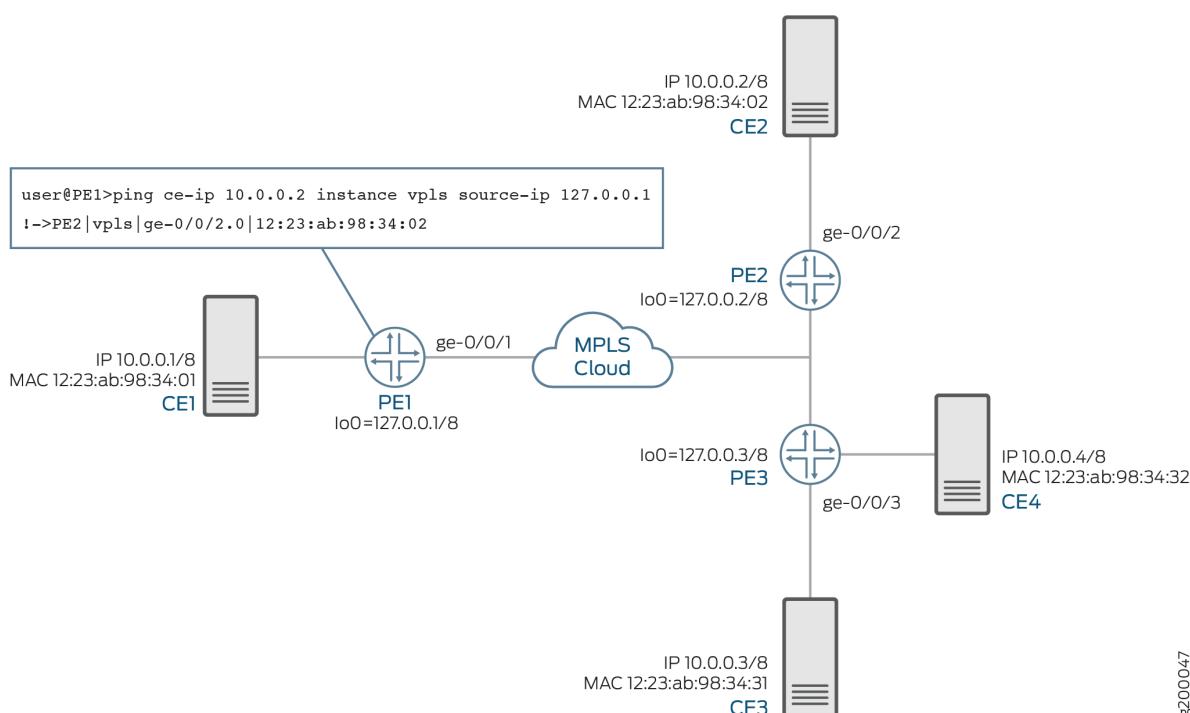 IP 10.0.0.2/8
MAC 12:23:ab:98:34:02
CE2
user@PE1>ping ce-ip 10.0.0.2 instance vpls source-ip 127.0.0.1
!->PE2|vpls|ge-0/0/2.0|12:23:ab:98:34:02
ge-0/0/2
PE2
lo0=127.0.0.2/8
ge-0/0/1
MPLS
Cloud
IP 10.0.0.1/8
MAC 12:23:ab:98:34:01
CE1
PE1
lo0=127.0.0.1/8
lo0=127.0.0.3/8
PE3
IP 10.0.0.4/8
MAC 12:23:ab:98:34:32
CE4
ge-0/0/3
IP 10.0.0.3/8
MAC 12:23:ab:98:34:31
CE3
g200047